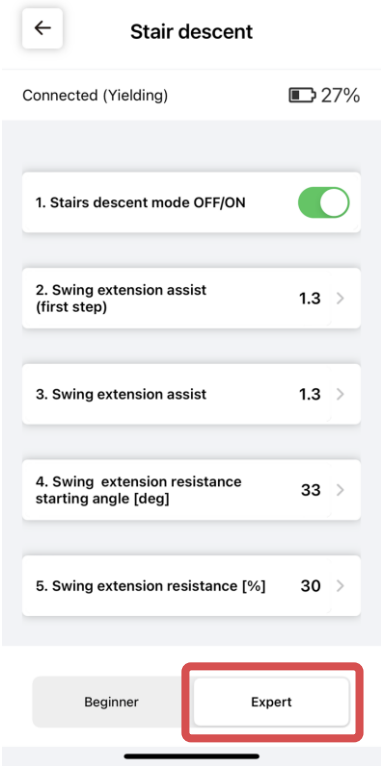 Stair descent
Connected (Yielding) 27%
1. Stairs descent mode OFF/ON
2. Swing extension assist
(first step) 1.3
3. Swing extension assist 1.3
4. Swing extension resistance
starting angle [deg] 33
5. Swing extension resistance [%] 30
Beginner Expert